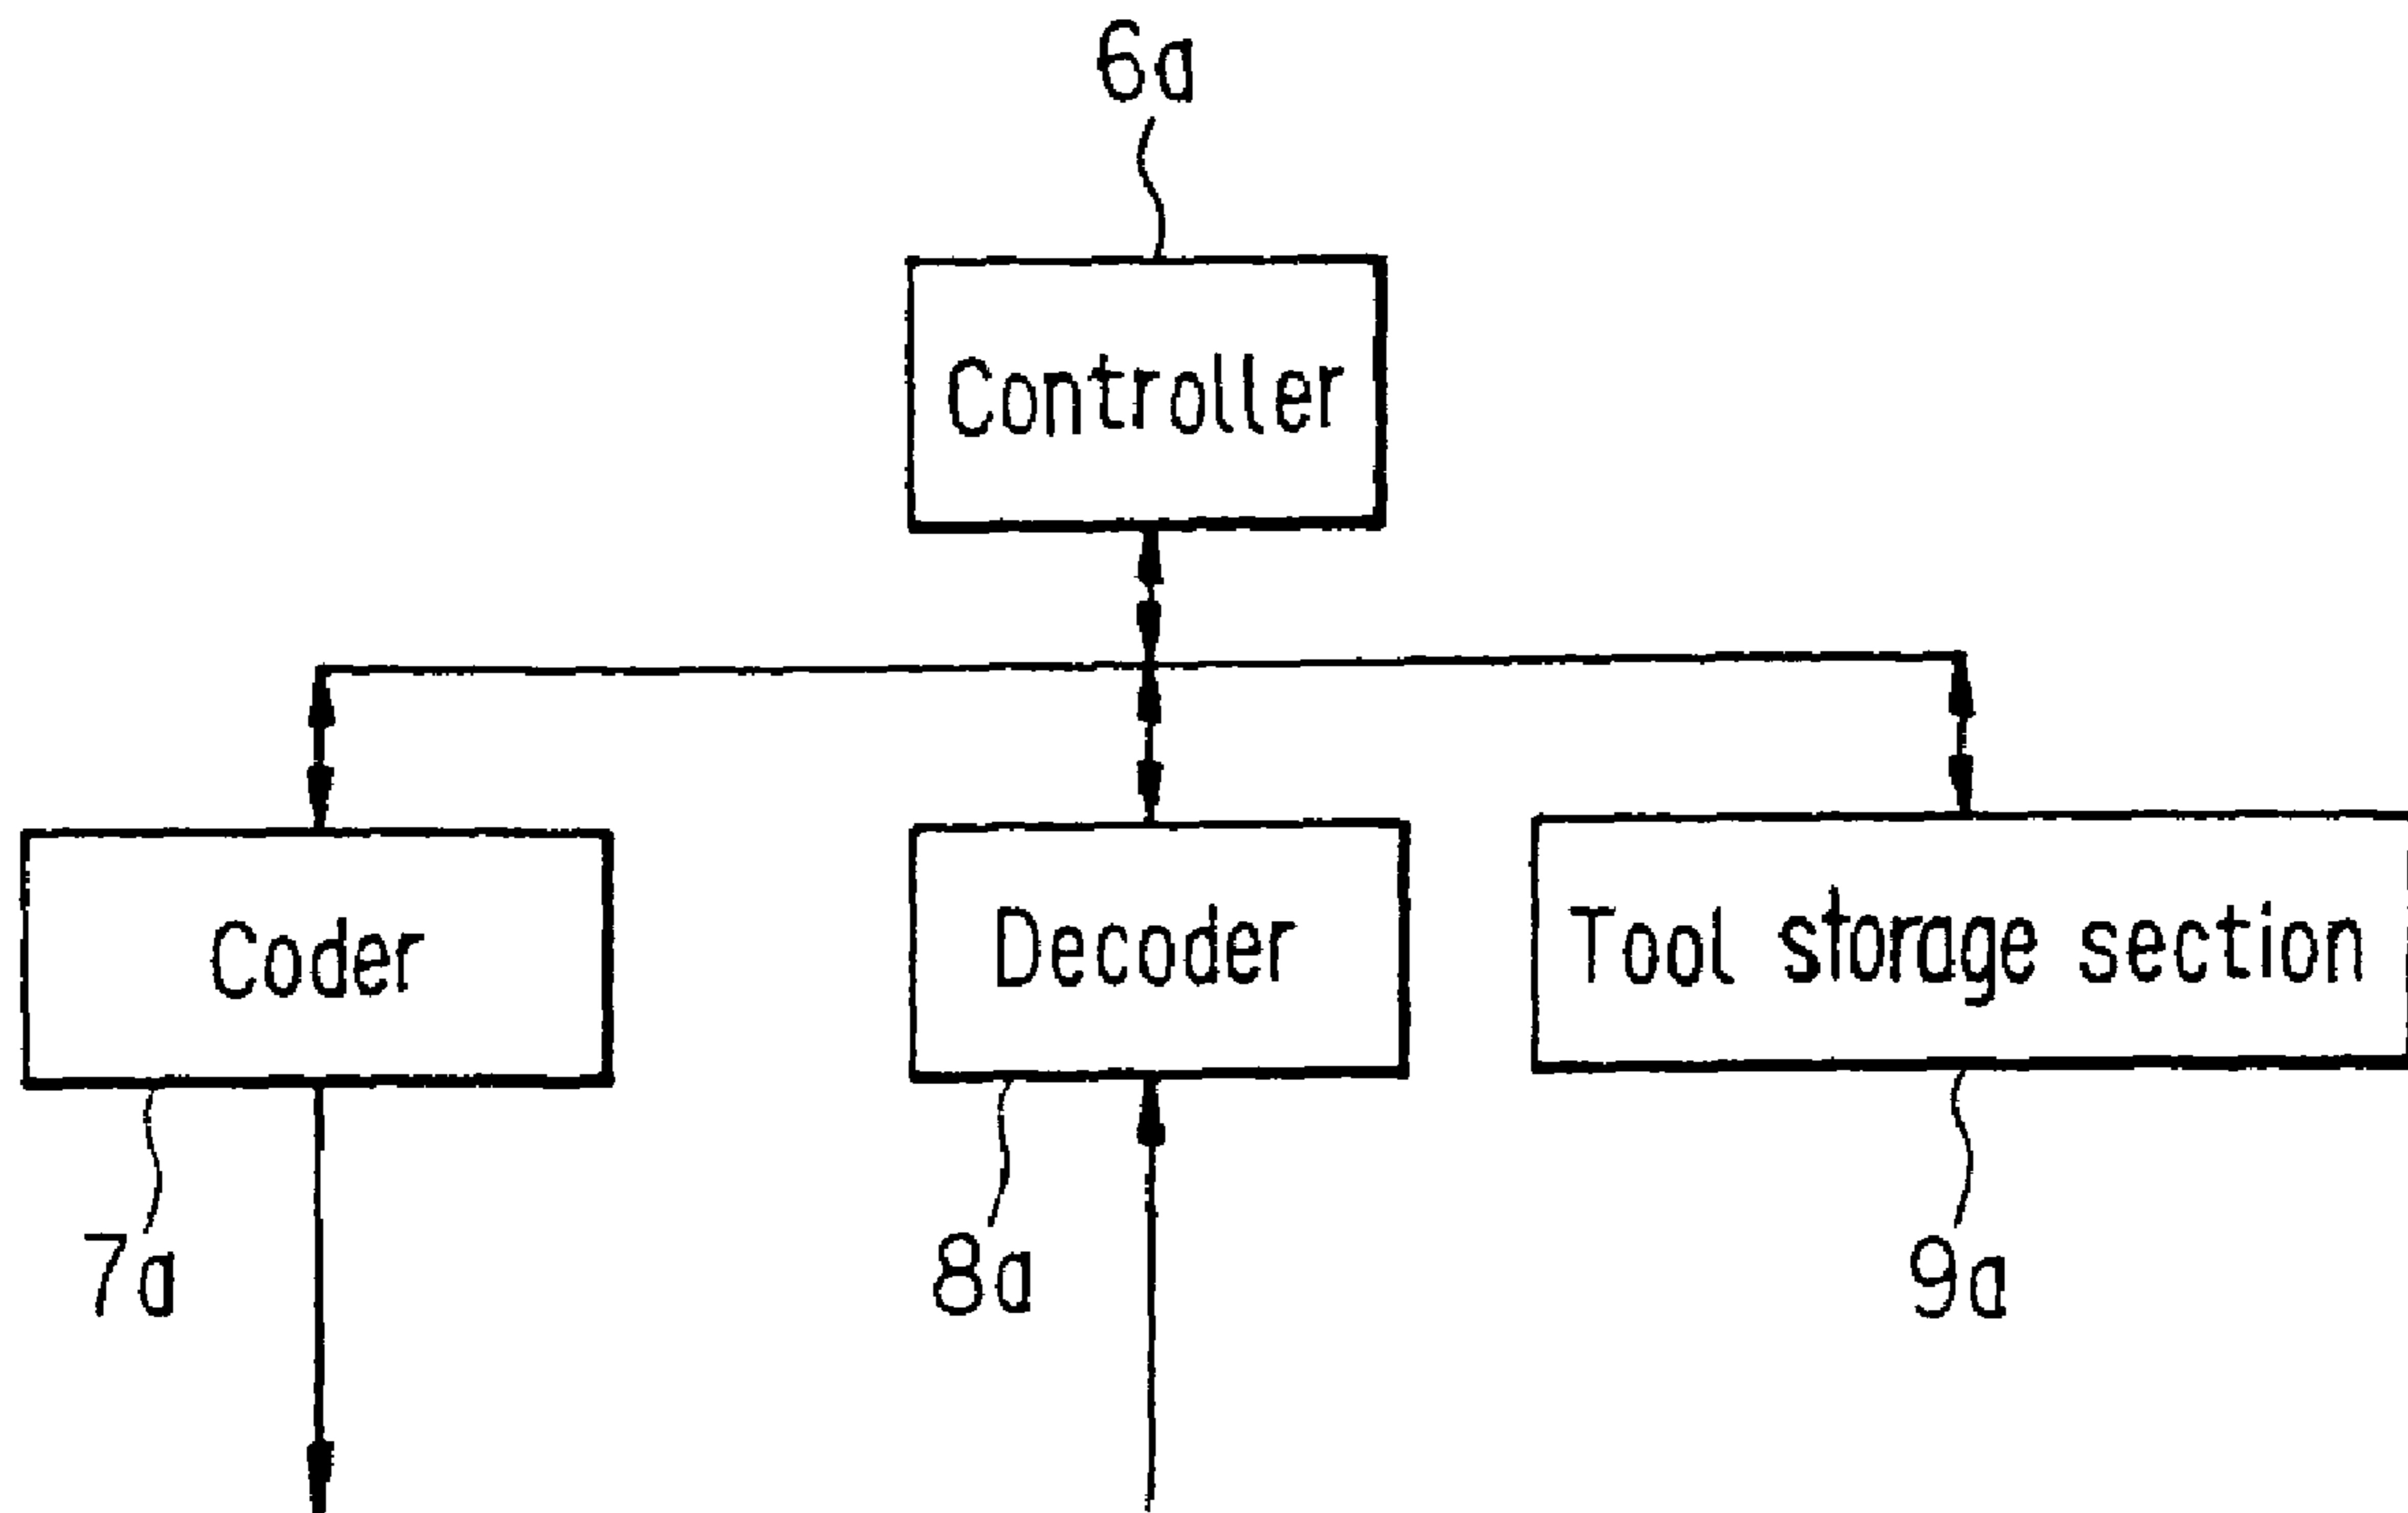 6a
Controller
Coder
Decoder
Tool storage section
7a
8a
9a